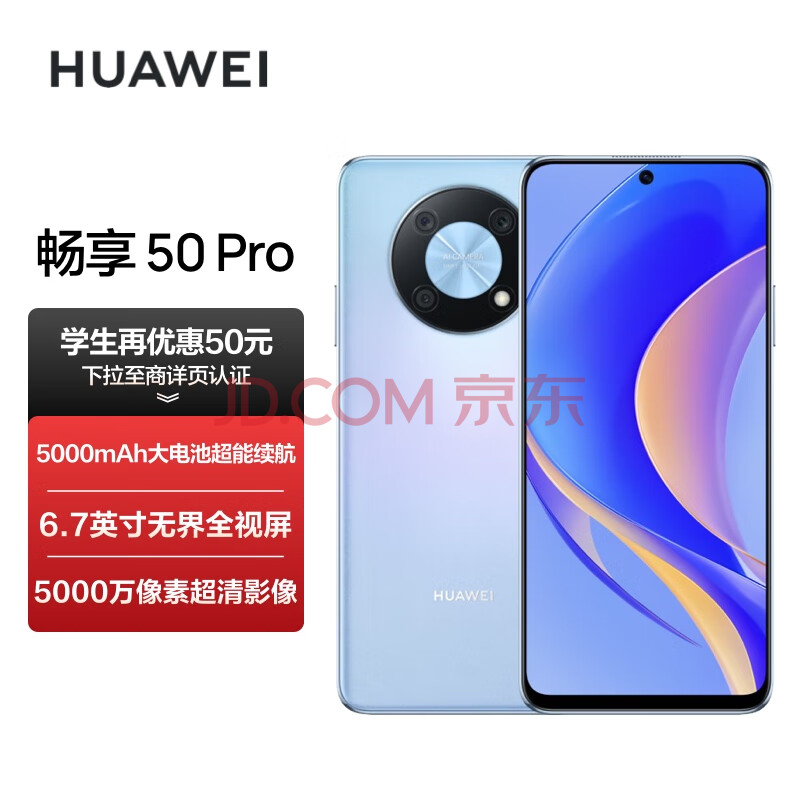 HUAWEI
畅享 50 Pro
学生再优惠50元
下拉至商详页认证
JD.COM 京东
5000mAh大电池超能续航
6.7英寸无界全视屏
5000万像素超清影像
AI CAMERA
HUAWEI